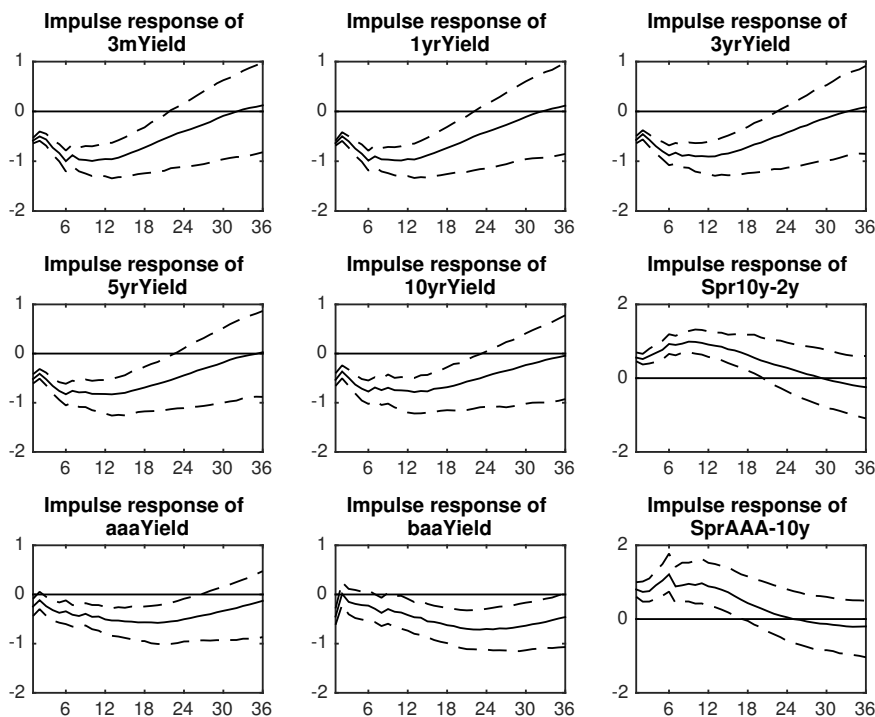 Impulse response of
3mYield
1
0
-1
-2
6 12 18 24 30 36
Impulse response of
1yrYield
1
0
-1
-2
6 12 18 24 30 36
Impulse response of
3yrYield
1
0
-1
-2
6 12 18 24 30 36
Impulse response of
5yrYield
1
0
-1
-2
6 12 18 24 30 36
Impulse response of
10yrYield
1
0
-1
-2
6 12 18 24 30 36
Impulse response of
Spr10y-2y
2
0
-2
6 12 18 24 30 36
Impulse response of
aaaYield
1
0
-1
-2
6 12 18 24 30 36
Impulse response of
baaYield
1
0
-1
-2
6 12 18 24 30 36
Impulse response of
SprAAA-10y
2
0
-2
6 12 18 24 30 36